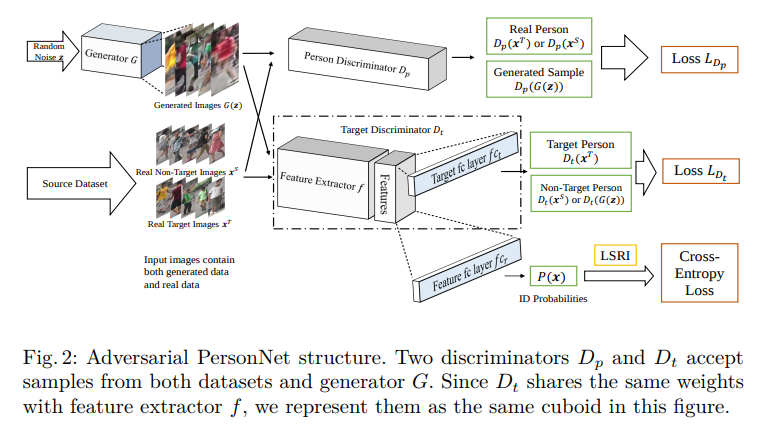 Random
Noise z
Generator G
Generated Images G(z)
Person Discriminator D_p
Real Person
D_p(x^T) or D_p(x^S)
Generated Sample
D_p(G(z))
Loss L_{D_p}
Source Dataset
Real Non-Target Images x^S
Real Target Images x^T
Input images contain
both generated data
and real data
Target Discriminator D_t
Feature Extractor f
Features
Target fc layer fc_t
Target Person
D_t(x^T)
Non-Target Person
D_t(x^S) or D_t(G(z))
Loss L_{D_t}
Feature fc layer fc_r
P(x)
ID Probabilities
LSRI
Cross-
Entropy
Loss
Fig. 2: Adversarial PersonNet structure. Two discriminators D_p and D_t accept
samples from both datasets and generator G. Since D_t shares the same weights
with feature extractor f, we represent them as the same cuboid in this figure.